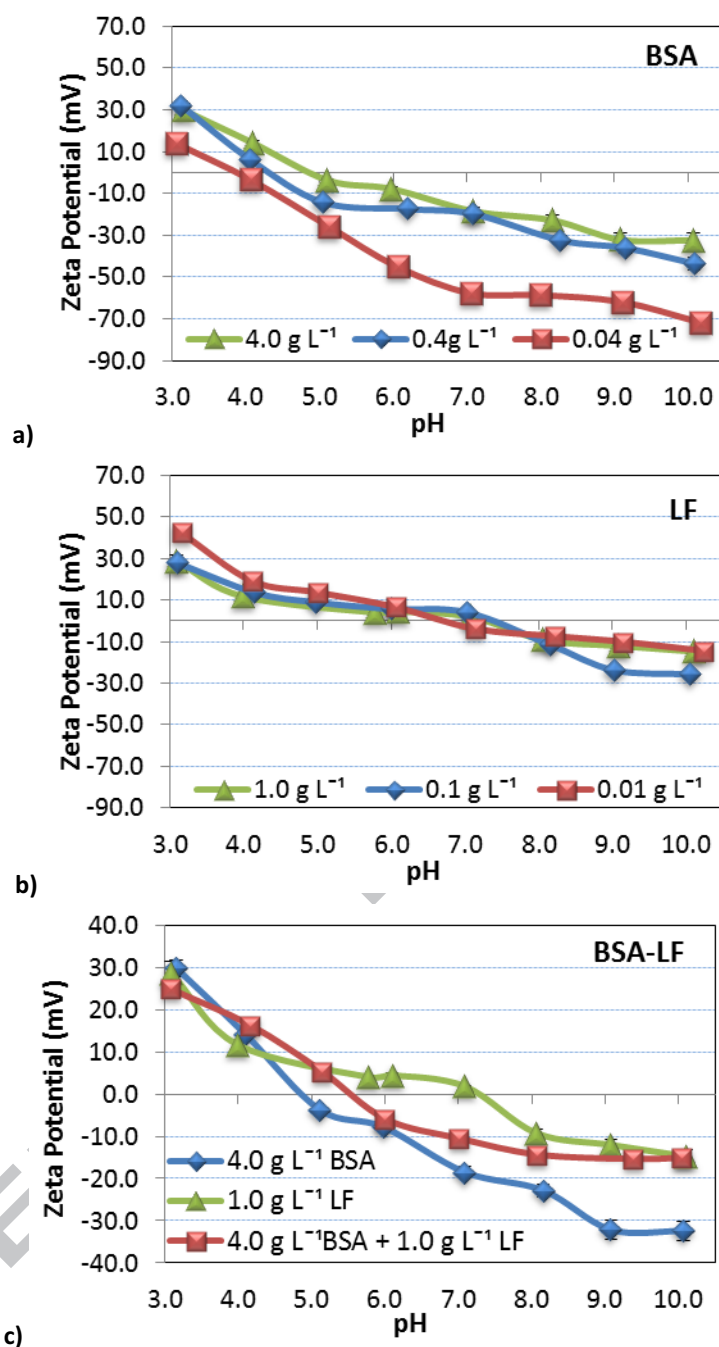 70.0
50.0
30.0
10.0
-10.0
-30.0
-50.0
-70.0
-90.0
Zeta Potential (mV)
BSA
4.0 g L⁻¹ 0.4g L⁻¹ 0.04 g L⁻¹
3.0 4.0 5.0 6.0 7.0 8.0 9.0 10.0
pH
a)
70.0
50.0
30.0
10.0
-10.0
-30.0
-50.0
-70.0
-90.0
Zeta Potential (mV)
LF
1.0 g L⁻¹ 0.1 g L⁻¹ 0.01 g L⁻¹
3.0 4.0 5.0 6.0 7.0 8.0 9.0 10.0
pH
b)
40.0
30.0
20.0
10.0
0.0
-10.0
-20.0
-30.0
-40.0
Zeta Potential (mV)
BSA-LF
4.0 g L⁻¹ BSA
1.0 g L⁻¹ LF
4.0 g L⁻¹BSA + 1.0 g L⁻¹ LF
3.0 4.0 5.0 6.0 7.0 8.0 9.0 10.0
pH
c)